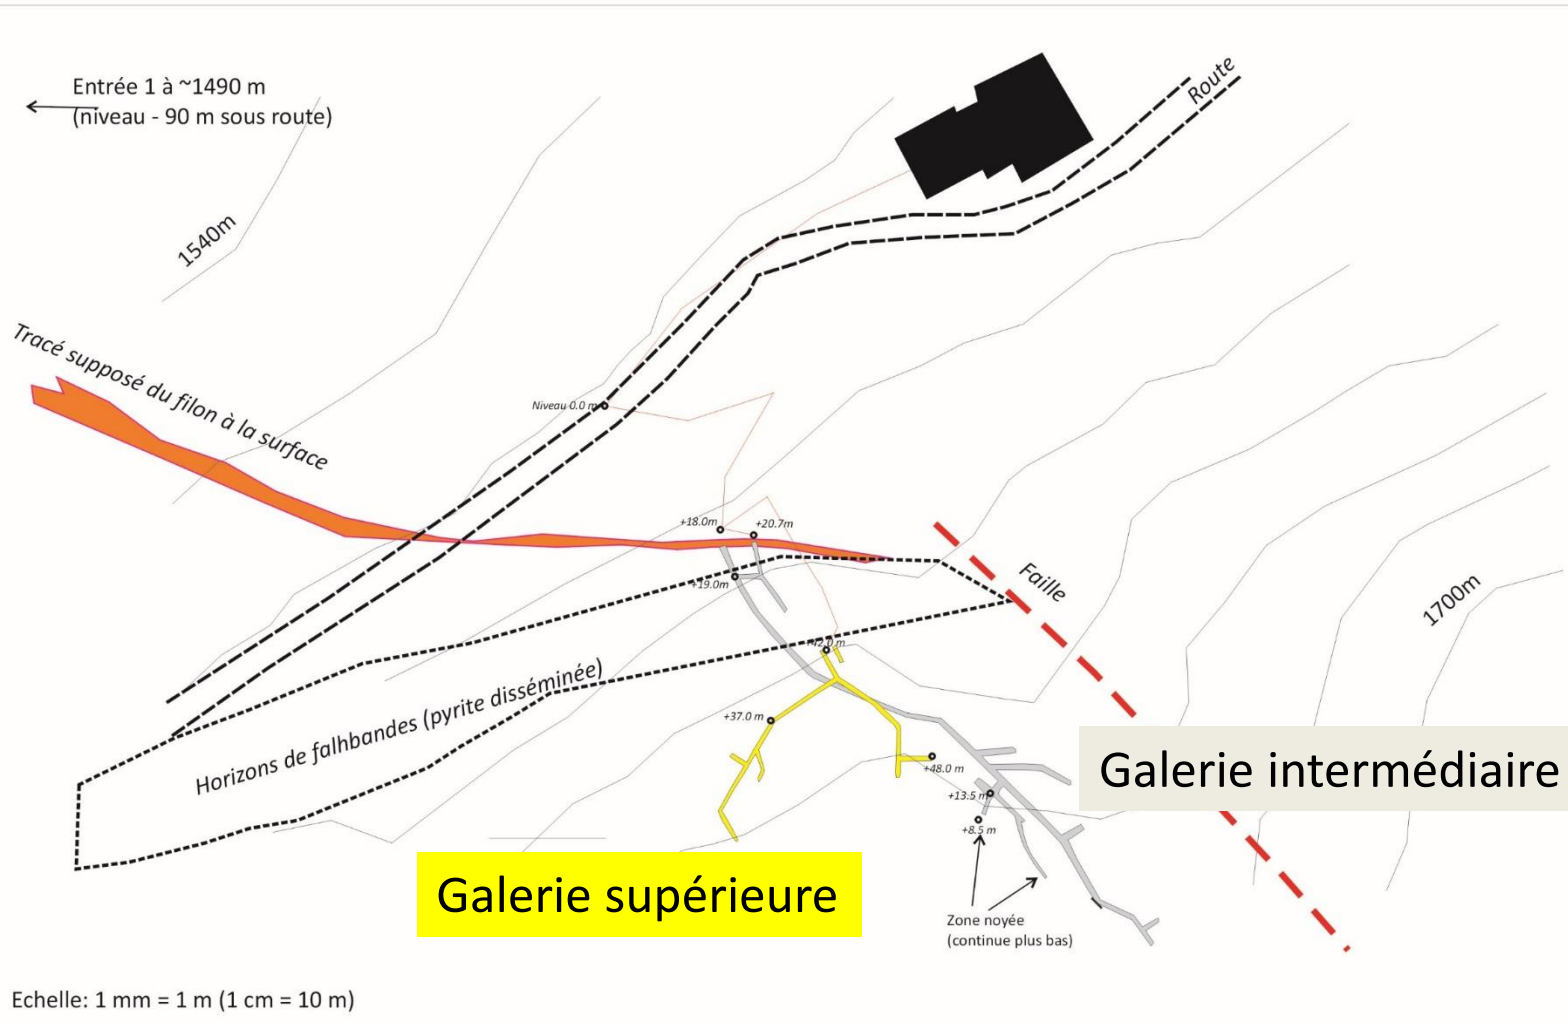 Entrée 1 à ~1490 m
(niveau - 90 m sous route)
Route
1540m
Tracé supposé du filon à la surface
Niveau 0.0 m
+18.0m
+20.7m
+19.0m
Faille
1700m
+42.0 m
Horizons de falhbandes (pyrite disséminée)
+37.0 m
+48.0 m
Galerie intermédiaire
+13.5 m
+8.5 m
Galerie supérieure
Zone noyée
(continue plus bas)
Echelle: 1 mm = 1 m (1 cm = 10 m)